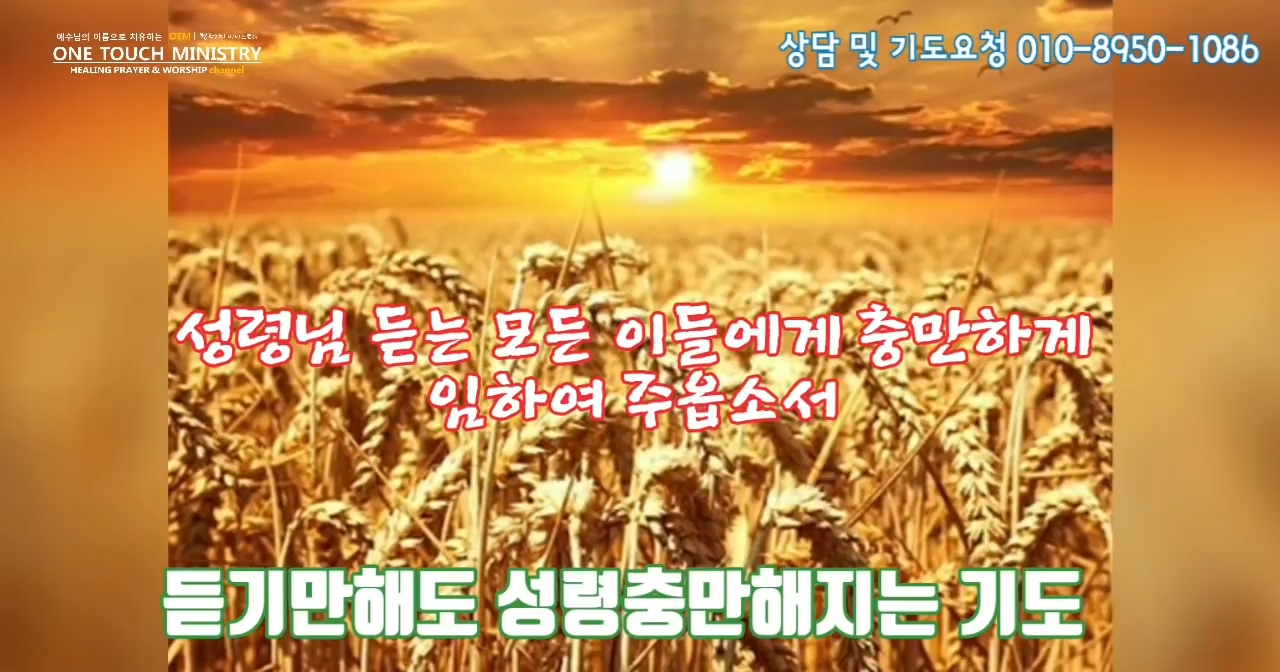 예수님의 이름으로 치유하는 OTM
ONE TOUCH MINISTRY
HEALING PRAYER & WORSHIP channel
상담 및 기도요청 010-8950-1086
성령님 듣는 모든 이들에게 충만하게
임하여 주옵소서
듣기만해도 성령충만해지는 기도